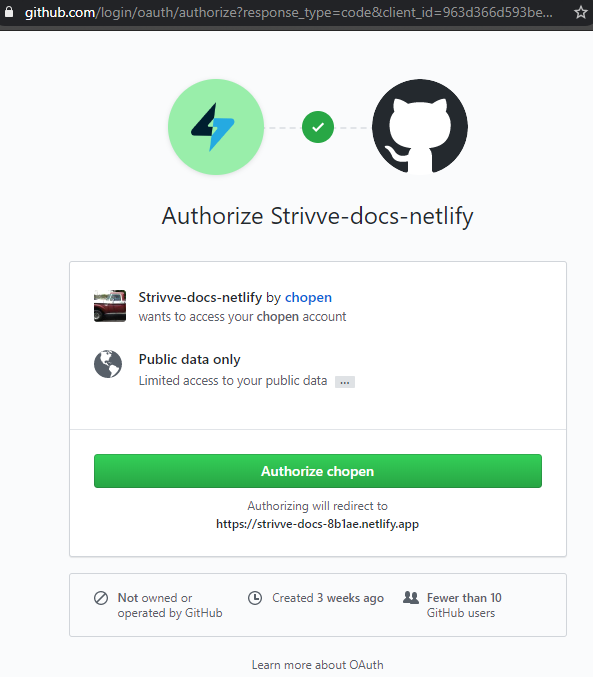 github.com/login/oauth/authorize?response_type=code&client_id=963d366d593be...
Authorize Strivve-docs-netlify
Strivve-docs-netlify by chopen
wants to access your chopen account
Public data only
Limited access to your public data ...
Authorize chopen
Authorizing will redirect to
https://strivve-docs-8b1ae.netlify.app
Not owned or
operated by GitHub
Created 3 weeks ago
Fewer than 10
GitHub users
Learn more about OAuth